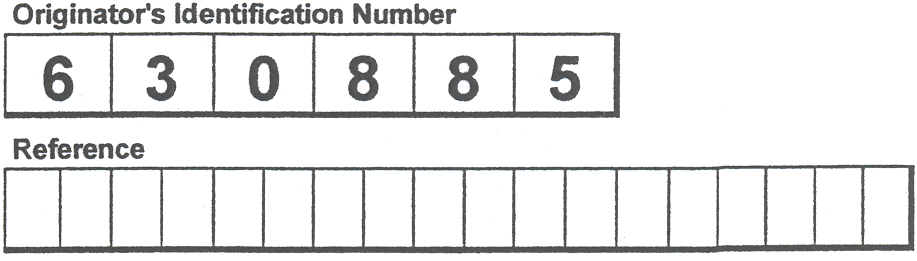 Originator's Identification Number
6 3 0 8 8 5
Reference